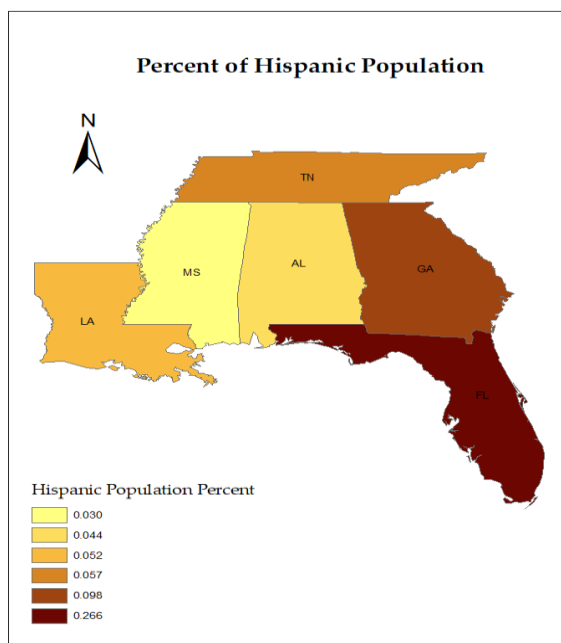 Percent of Hispanic Population
N
TN
MS
AL
GA
LA
FL
Hispanic Population Percent
0.030
0.044
0.052
0.057
0.098
0.266